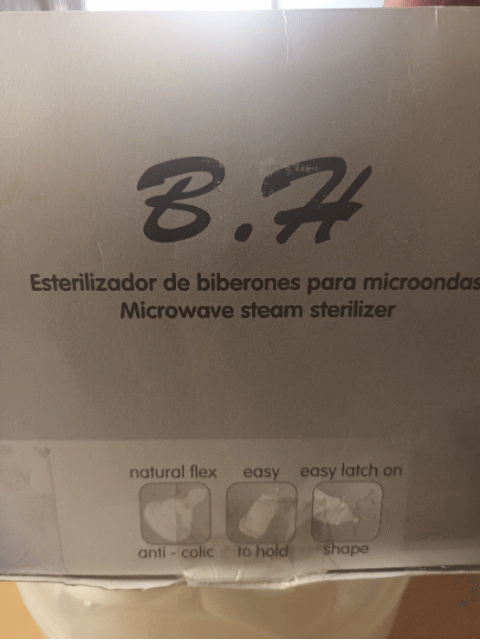 B.H
Esterilizador de biberones para microondas
Microwave steam sterilizer
natural flex easy easy latch on
anti - colic to hold shape